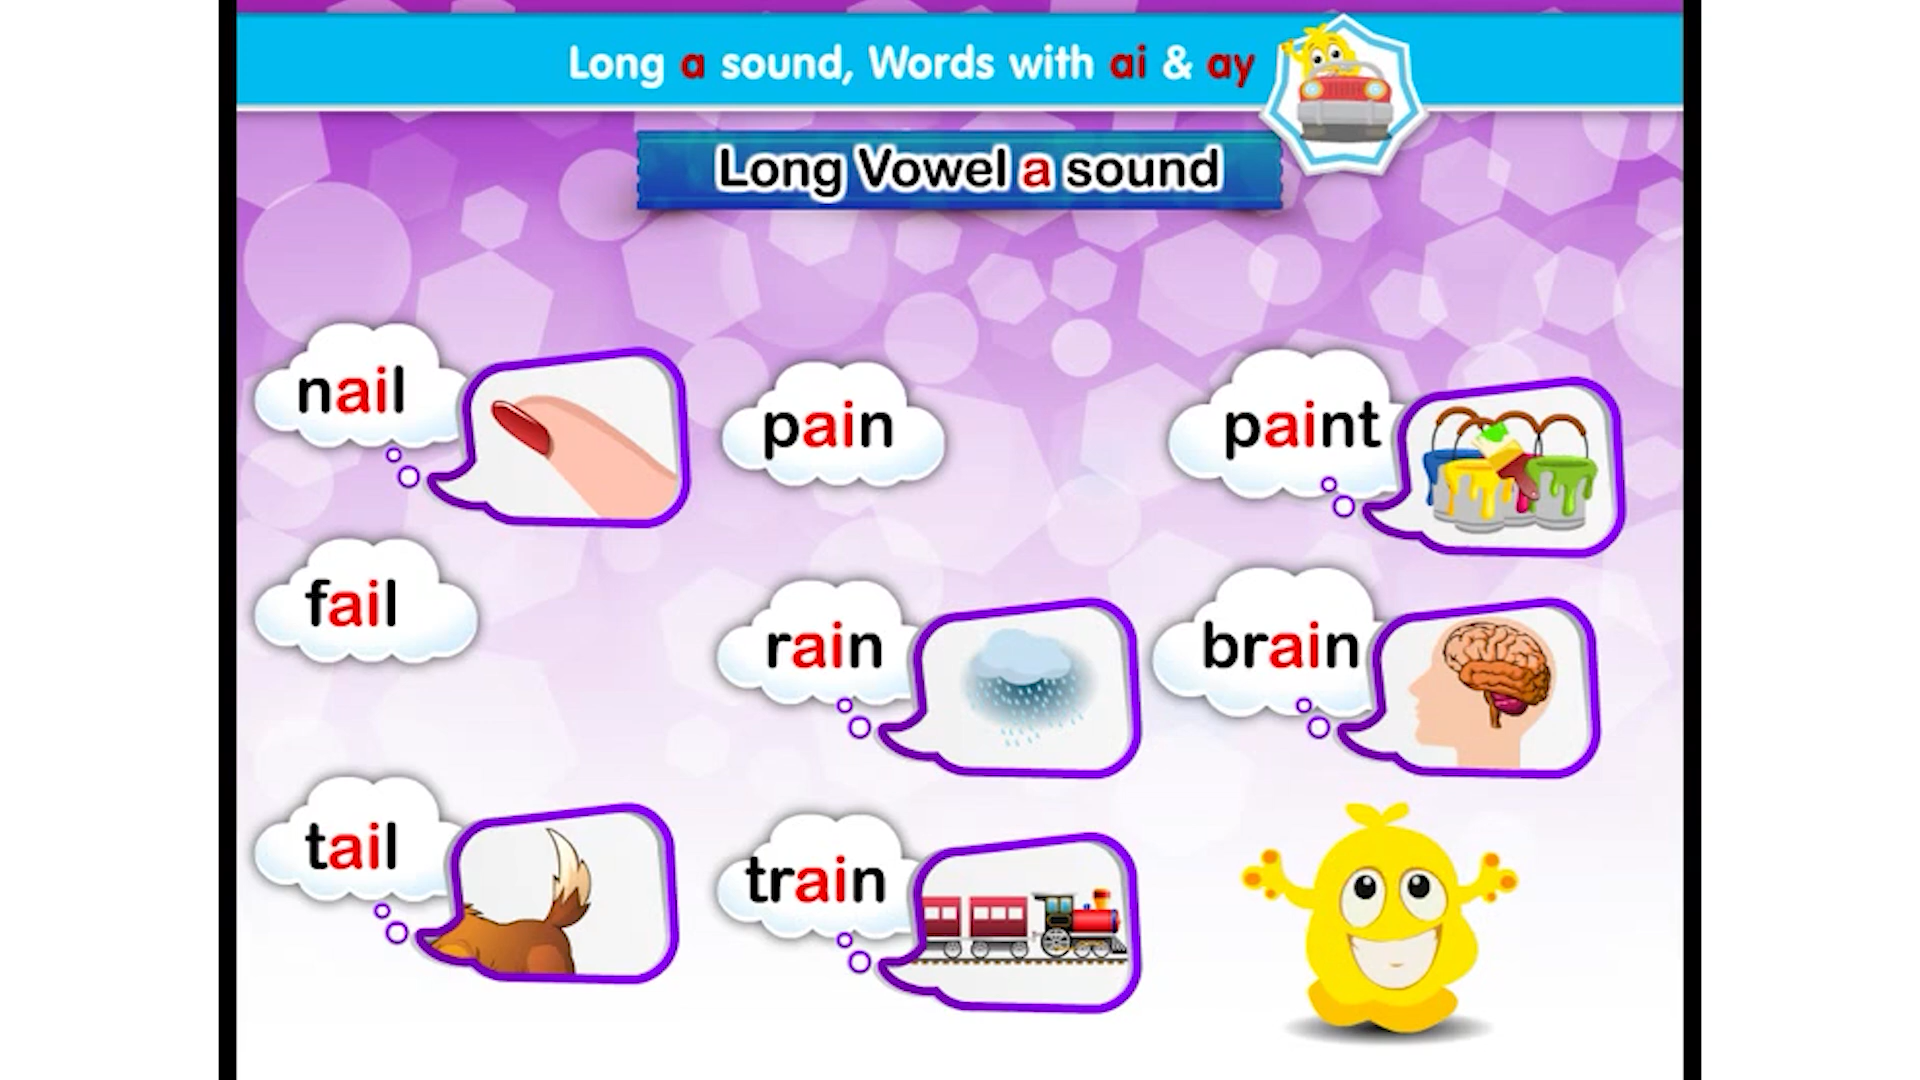 Long a sound, Words with ai & ay
Long Vowel a sound
nail
pain
paint
fail
rain
brain
tail
train